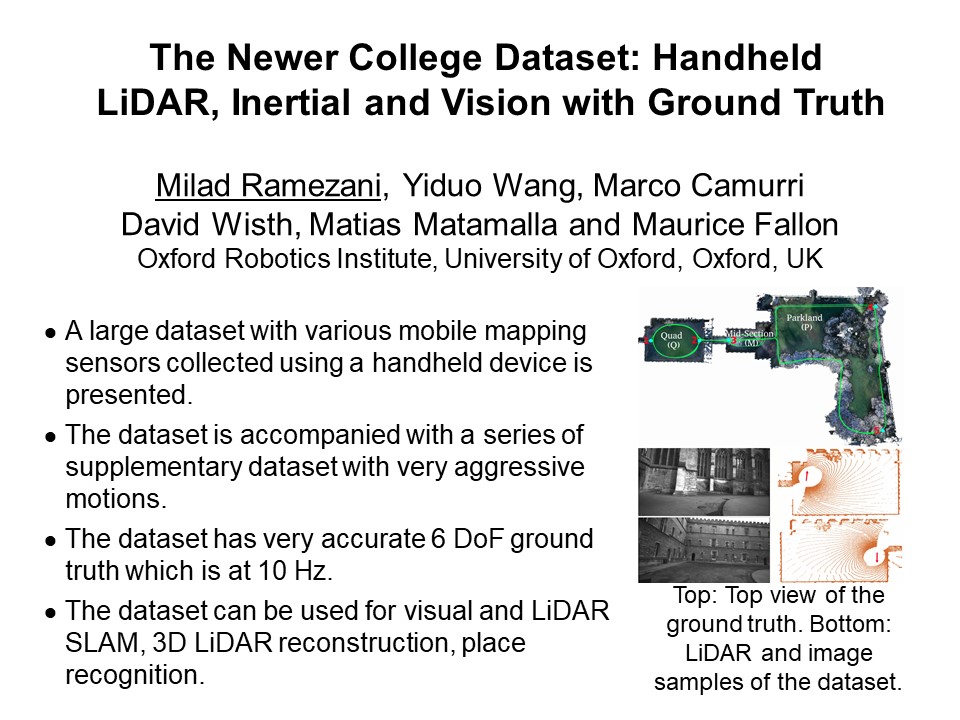 The Newer College Dataset: Handheld
LiDAR, Inertial and Vision with Ground Truth
Milad Ramezani, Yiduo Wang, Marco Camurri
David Wisth, Matias Matamalla and Maurice Fallon
Oxford Robotics Institute, University of Oxford, Oxford, UK
● A large dataset with various mobile mapping
sensors collected using a handheld device is
presented.
● The dataset is accompanied with a series of
supplementary dataset with very aggressive
motions.
● The dataset has very accurate 6 DoF ground
truth which is at 10 Hz.
● The dataset can be used for visual and LiDAR
SLAM, 3D LiDAR reconstruction, place
recognition.
Parkland
(P)
4
Quad
(Q)
1
2
3
Mid-Section
(M)
5
Top: Top view of the
ground truth. Bottom:
LiDAR and image
samples of the dataset.